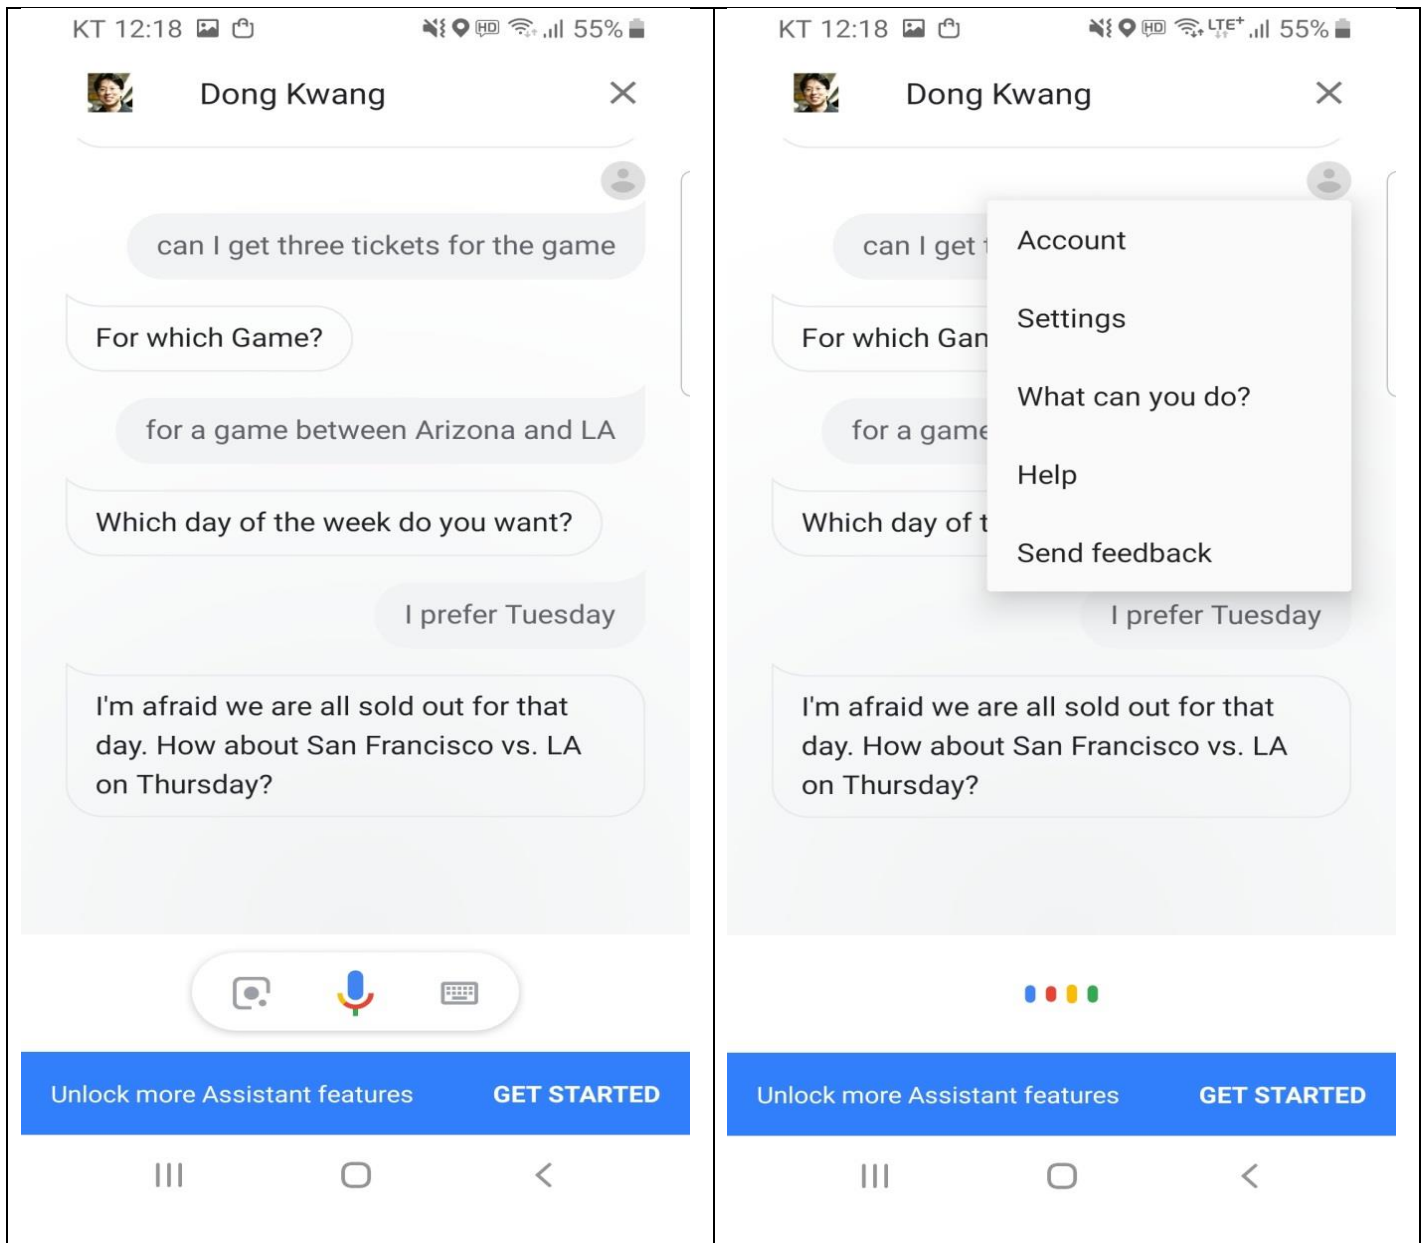 KT 12:18 HD 55%
Dong Kwang
can I get three tickets for the game
For which Game?
for a game between Arizona and LA
Which day of the week do you want?
I prefer Tuesday
I'm afraid we are all sold out for that
day. How about San Francisco vs. LA
on Thursday?
Unlock more Assistant features GET STARTED
KT 12:18 HD LTE+ 55%
Dong Kwang
can I get
Account
Settings
For which Gam
What can you do?
for a game
Help
Which day of t
Send feedback
I prefer Tuesday
I'm afraid we are all sold out for that
day. How about San Francisco vs. LA
on Thursday?
Unlock more Assistant features GET STARTED